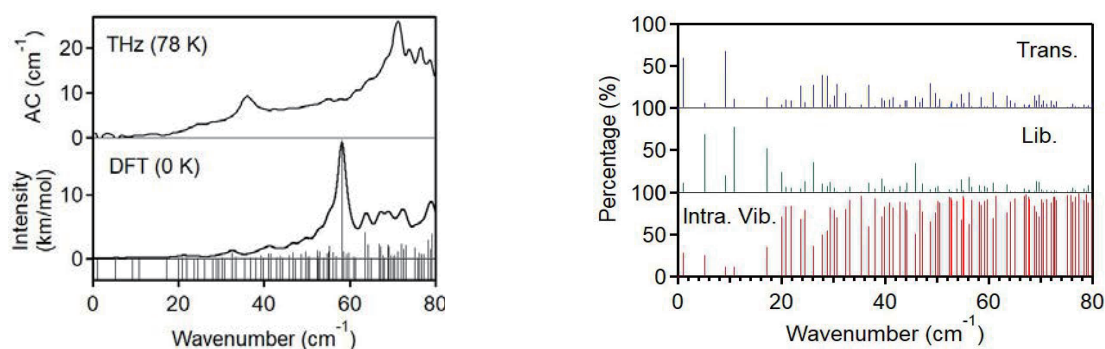 THz (78 K)
AC (cm⁻¹)
20
10
0
DFT (0 K)
Intensity
(km/mol)
10
0
0 20 40 60 80
Wavenumber (cm⁻¹)
100
Trans.
50
100
Lib.
50
100
Intra. Vib.
50
0
Percentage (%)
0 20 40 60 80
Wavenumber (cm⁻¹)